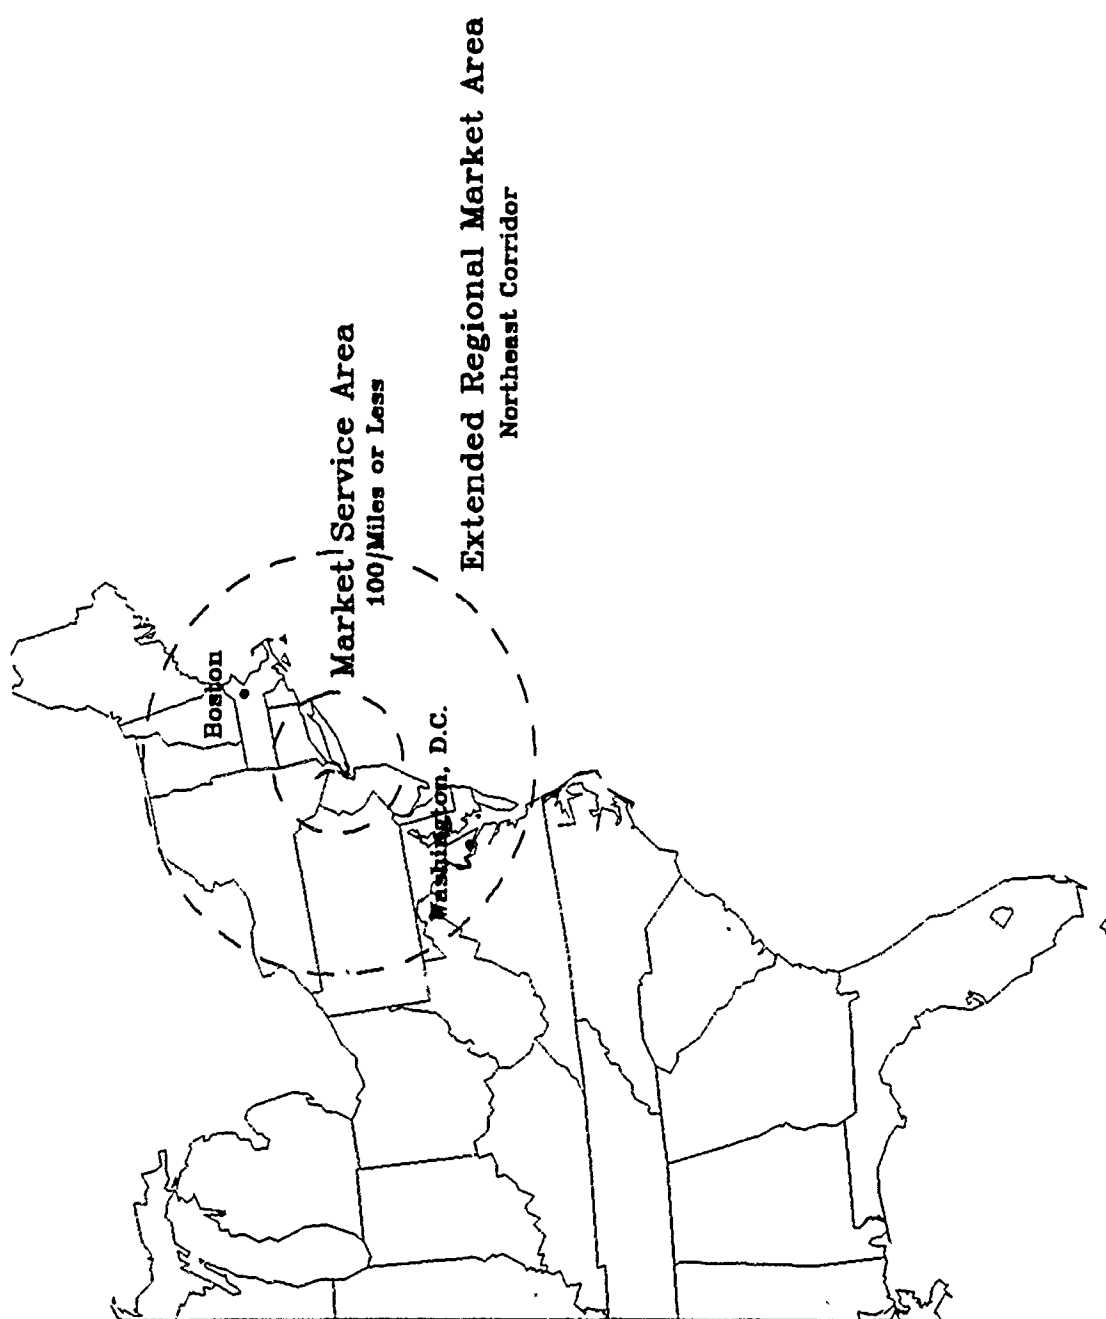 Boston
Market Service Area
100/Miles or Less
Washington, D.C.
Extended Regional Market Area
Northeast Corridor